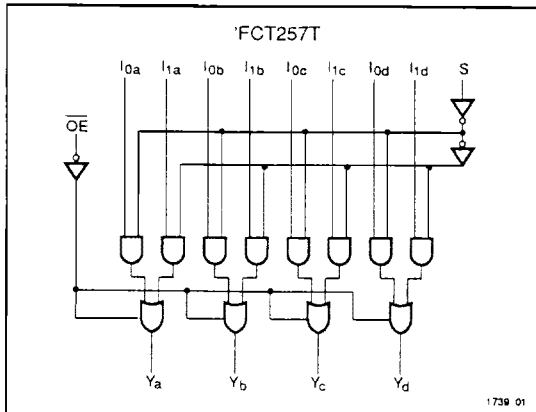 'FCT257T
I0a I1a I0b I1b I0c I1c I0d I1d S
OE
Ya Yb Yc Yd
1739 01